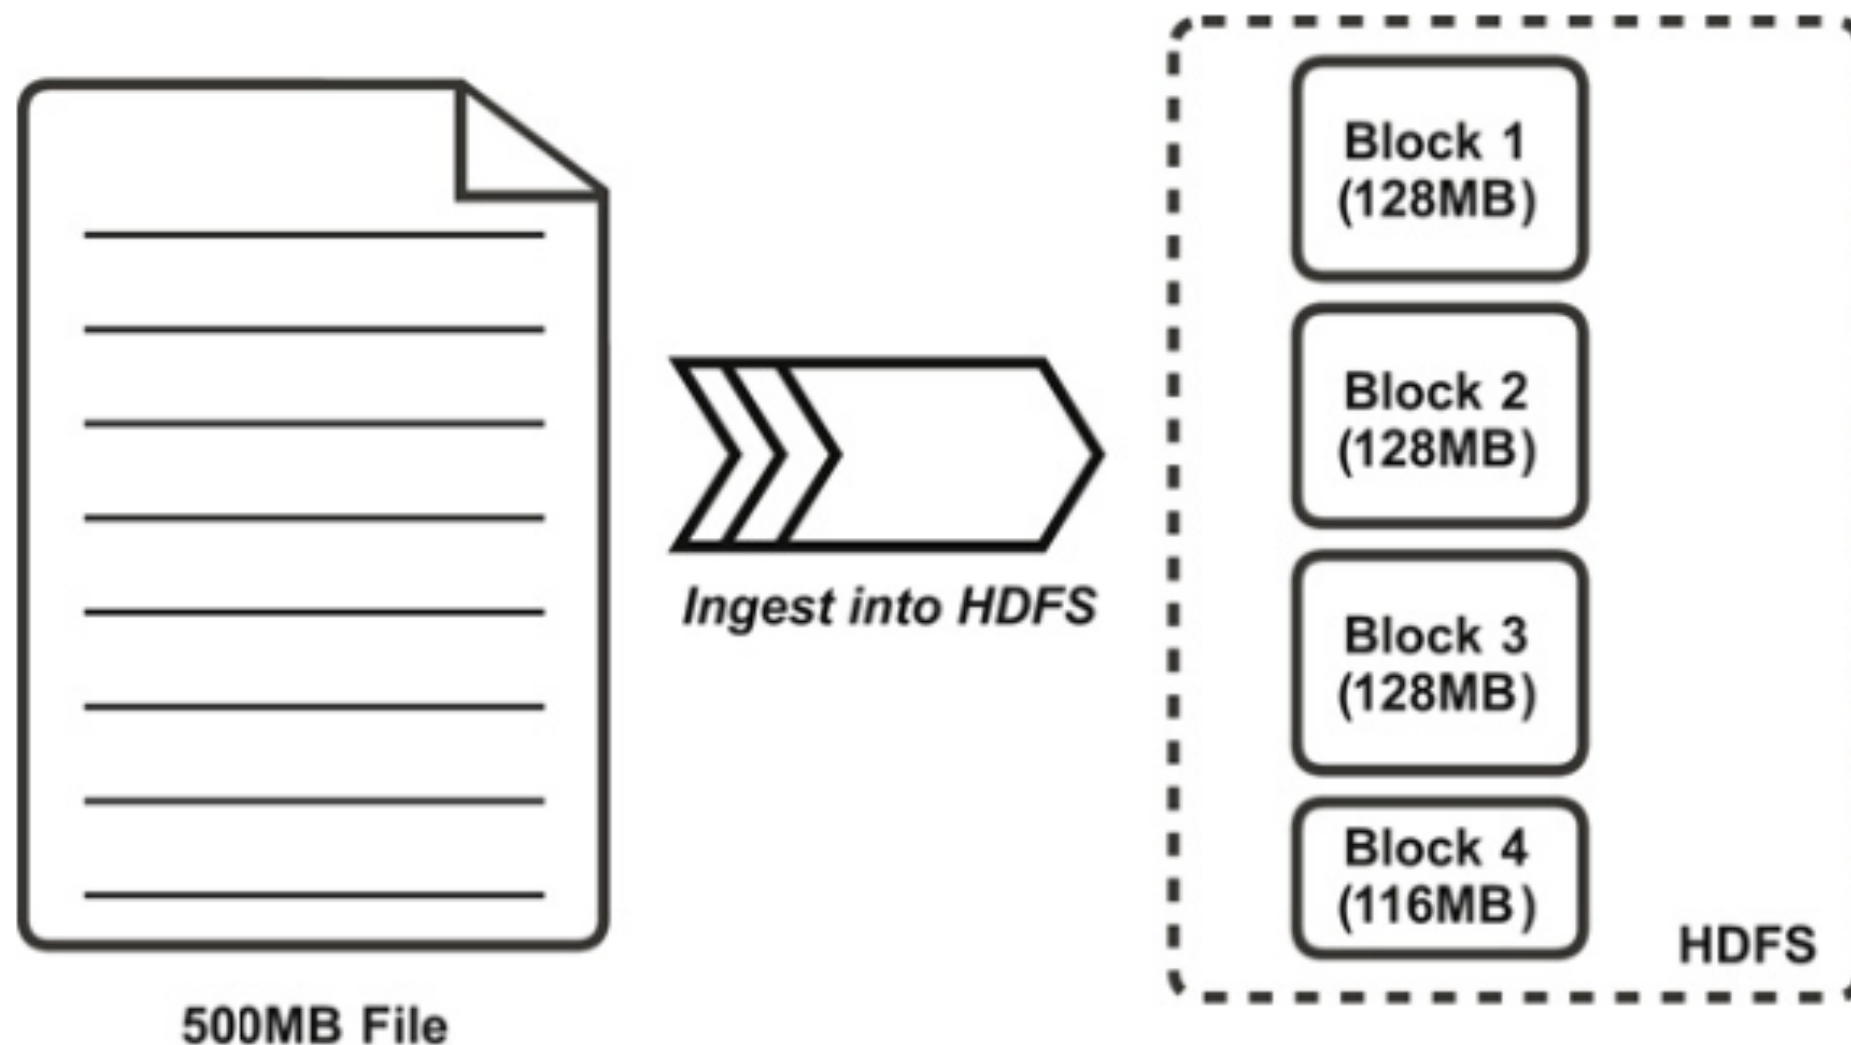 500MB File
Ingest into HDFS
Block 1
(128MB)
Block 2
(128MB)
Block 3
(128MB)
Block 4
(116MB)
HDFS